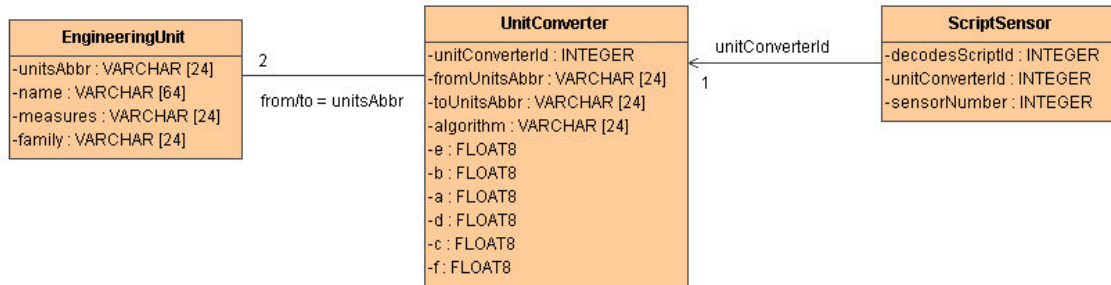 EngineeringUnit
-unitsAbbr : VARCHAR [24]
-name : VARCHAR [64]
-measures : VARCHAR [24]
-family : VARCHAR [24]
2
from/to = unitsAbbr
UnitConverter
-unitConverterId : INTEGER
-fromUnitsAbbr : VARCHAR [24]
-toUnitsAbbr : VARCHAR [24]
-algorithm : VARCHAR [24]
-e : FLOAT8
-b : FLOAT8
-a : FLOAT8
-d : FLOAT8
-c : FLOAT8
-f : FLOAT8
unitConverterId
1
ScriptSensor
-decodesScriptId : INTEGER
-unitConverterId : INTEGER
-sensorNumber : INTEGER